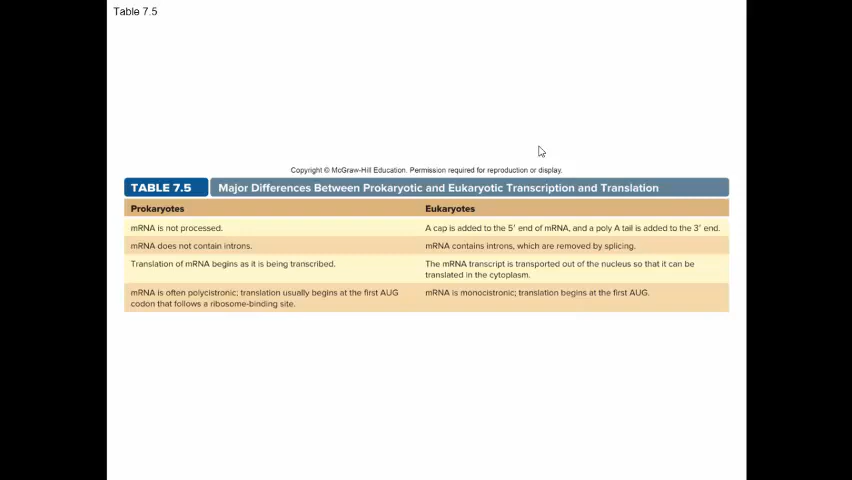 Table 7.5
Copyright © McGraw-Hill Education. Permission required for reproduction or display.
TABLE 7.5 Major Differences Between Prokaryotic and Eukaryotic Transcription and Translation
Prokaryotes Eukaryotes
mRNA is not processed. A cap is added to the 5′ end of mRNA, and a poly A tail is added to the 3′ end.
mRNA does not contain introns. mRNA contains introns, which are removed by splicing.
Translation of mRNA begins as it is being transcribed. The mRNA transcript is transported out of the nucleus so that it can be
translated in the cytoplasm.
mRNA is often polycistronic; translation usually begins at the first AUG mRNA is monocistronic; translation begins at the first AUG.
codon that follows a ribosome-binding site.